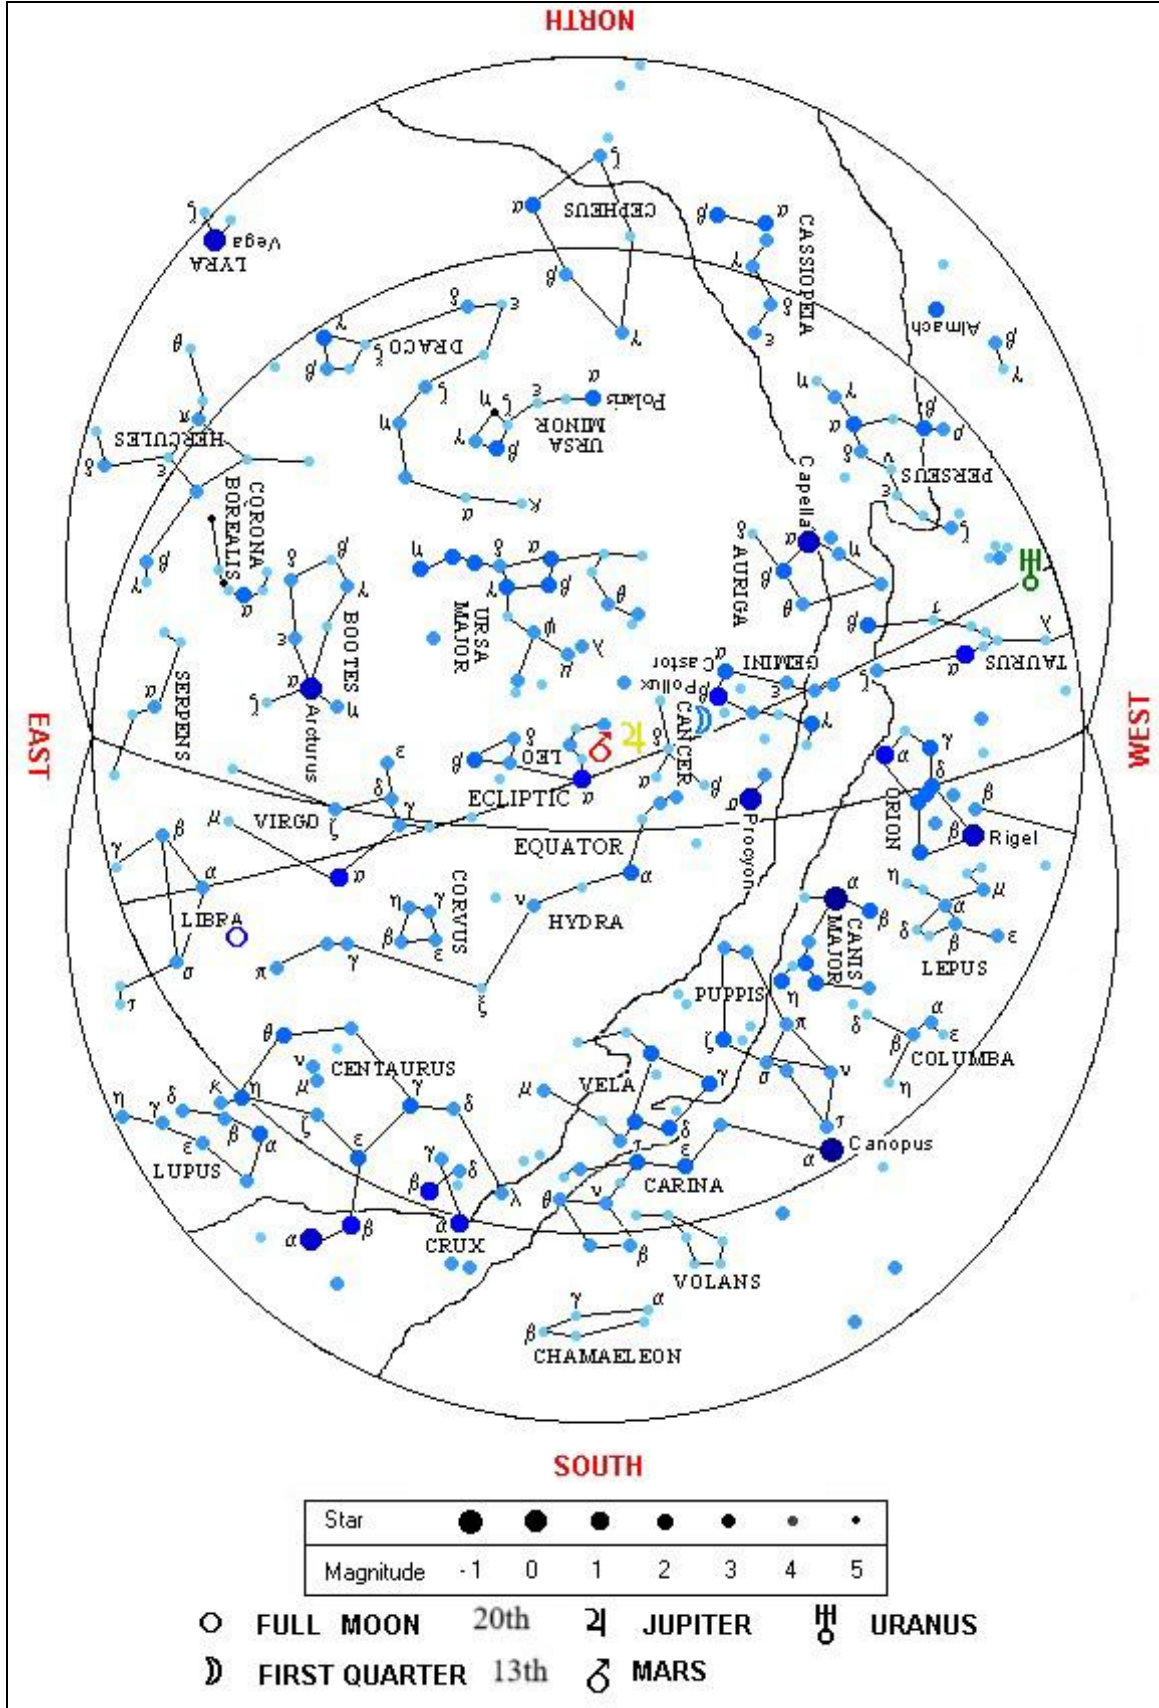 NORTH
ζ
CEPHEUS
α
β
γ
β
α
CASSIOPEIA
γ
δ
ε
ζ
Vega
LYRA
Almach
β
γ
θ
π
HERCULES
δ
ε
β
γ
γ
β
ξ
DRACO
δ
ε
ζ
η
α
κ
α
Polaris
ε
ζ
η
URSA
MINOR
γ
β
η
γ
α
β
ρ
δ
ν
ε
PERSEUS
ζ
CORONA
BOREALIS
α
δ
β
γ
BOOTES
ε
α
ζ
η
Arcturus
η
δ
α
γ
β
URSA
MAJOR
θ
ψ
λ
μ
Capella
δ
α
η
β
AURIGA
θ
β
τ
λ
α
ζ
TAURUS
α
Castor
GEMINI
β
Pollux
ε
γ
SERPENS
α
CANCER
δ
β
β
δ
LEO
α
ECLIPTIC
EAST
WEST
ε
δ
γ
VIRGO
ζ
α
μ
EQUATOR
α
Procyon
α
γ
δ
ORION
β
Rigel
β
γ
β
α
LIBRA
σ
τ
CORVUS
η
γ
β
ε
ν
HYDRA
α
π
γ
ξ
α
β
CANIS
MAJOR
η
η
μ
α
δ
β
ε
LEPUS
PUPPIS
ζ
π
σ
ν
τ
δ
α
β
ε
COLUMBA
η
θ
ν
μ
CENTAURUS
κ
η
γ
δ
ζ
ε
η
γ
δ
β
ε
α
LUPUS
μ
VELA
γ
δ
Canopus
α
τ
ε
CARINA
γ
δ
β
α
CRUX
λ
θ
ν
β
α
β
VOLANS
γ
α
β
CHAMAELEON
SOUTH
Star
Magnitude -1 0 1 2 3 4 5
FULL MOON 20th JUPITER URANUS
FIRST QUARTER 13th MARS